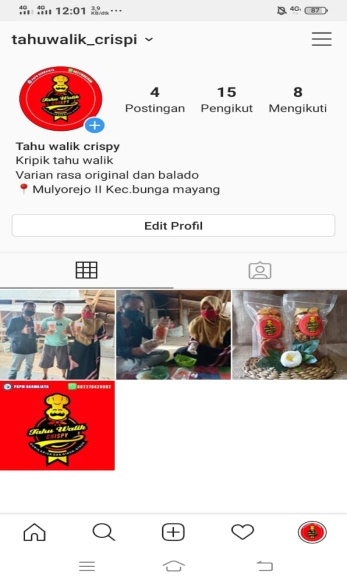 4G 4G 12:01 3,9 KB/dtk ... 4G 87
tahuwalik_crispi
4 15 8
Postingan Pengikut Mengikuti
Tahu Walik
CRISPY
Tahu walik crispy
Kripik tahu walik
Varian rasa original dan balado
Mulyorejo II Kec.bunga mayang
Edit Profil
Tahu Walik
CRISPY